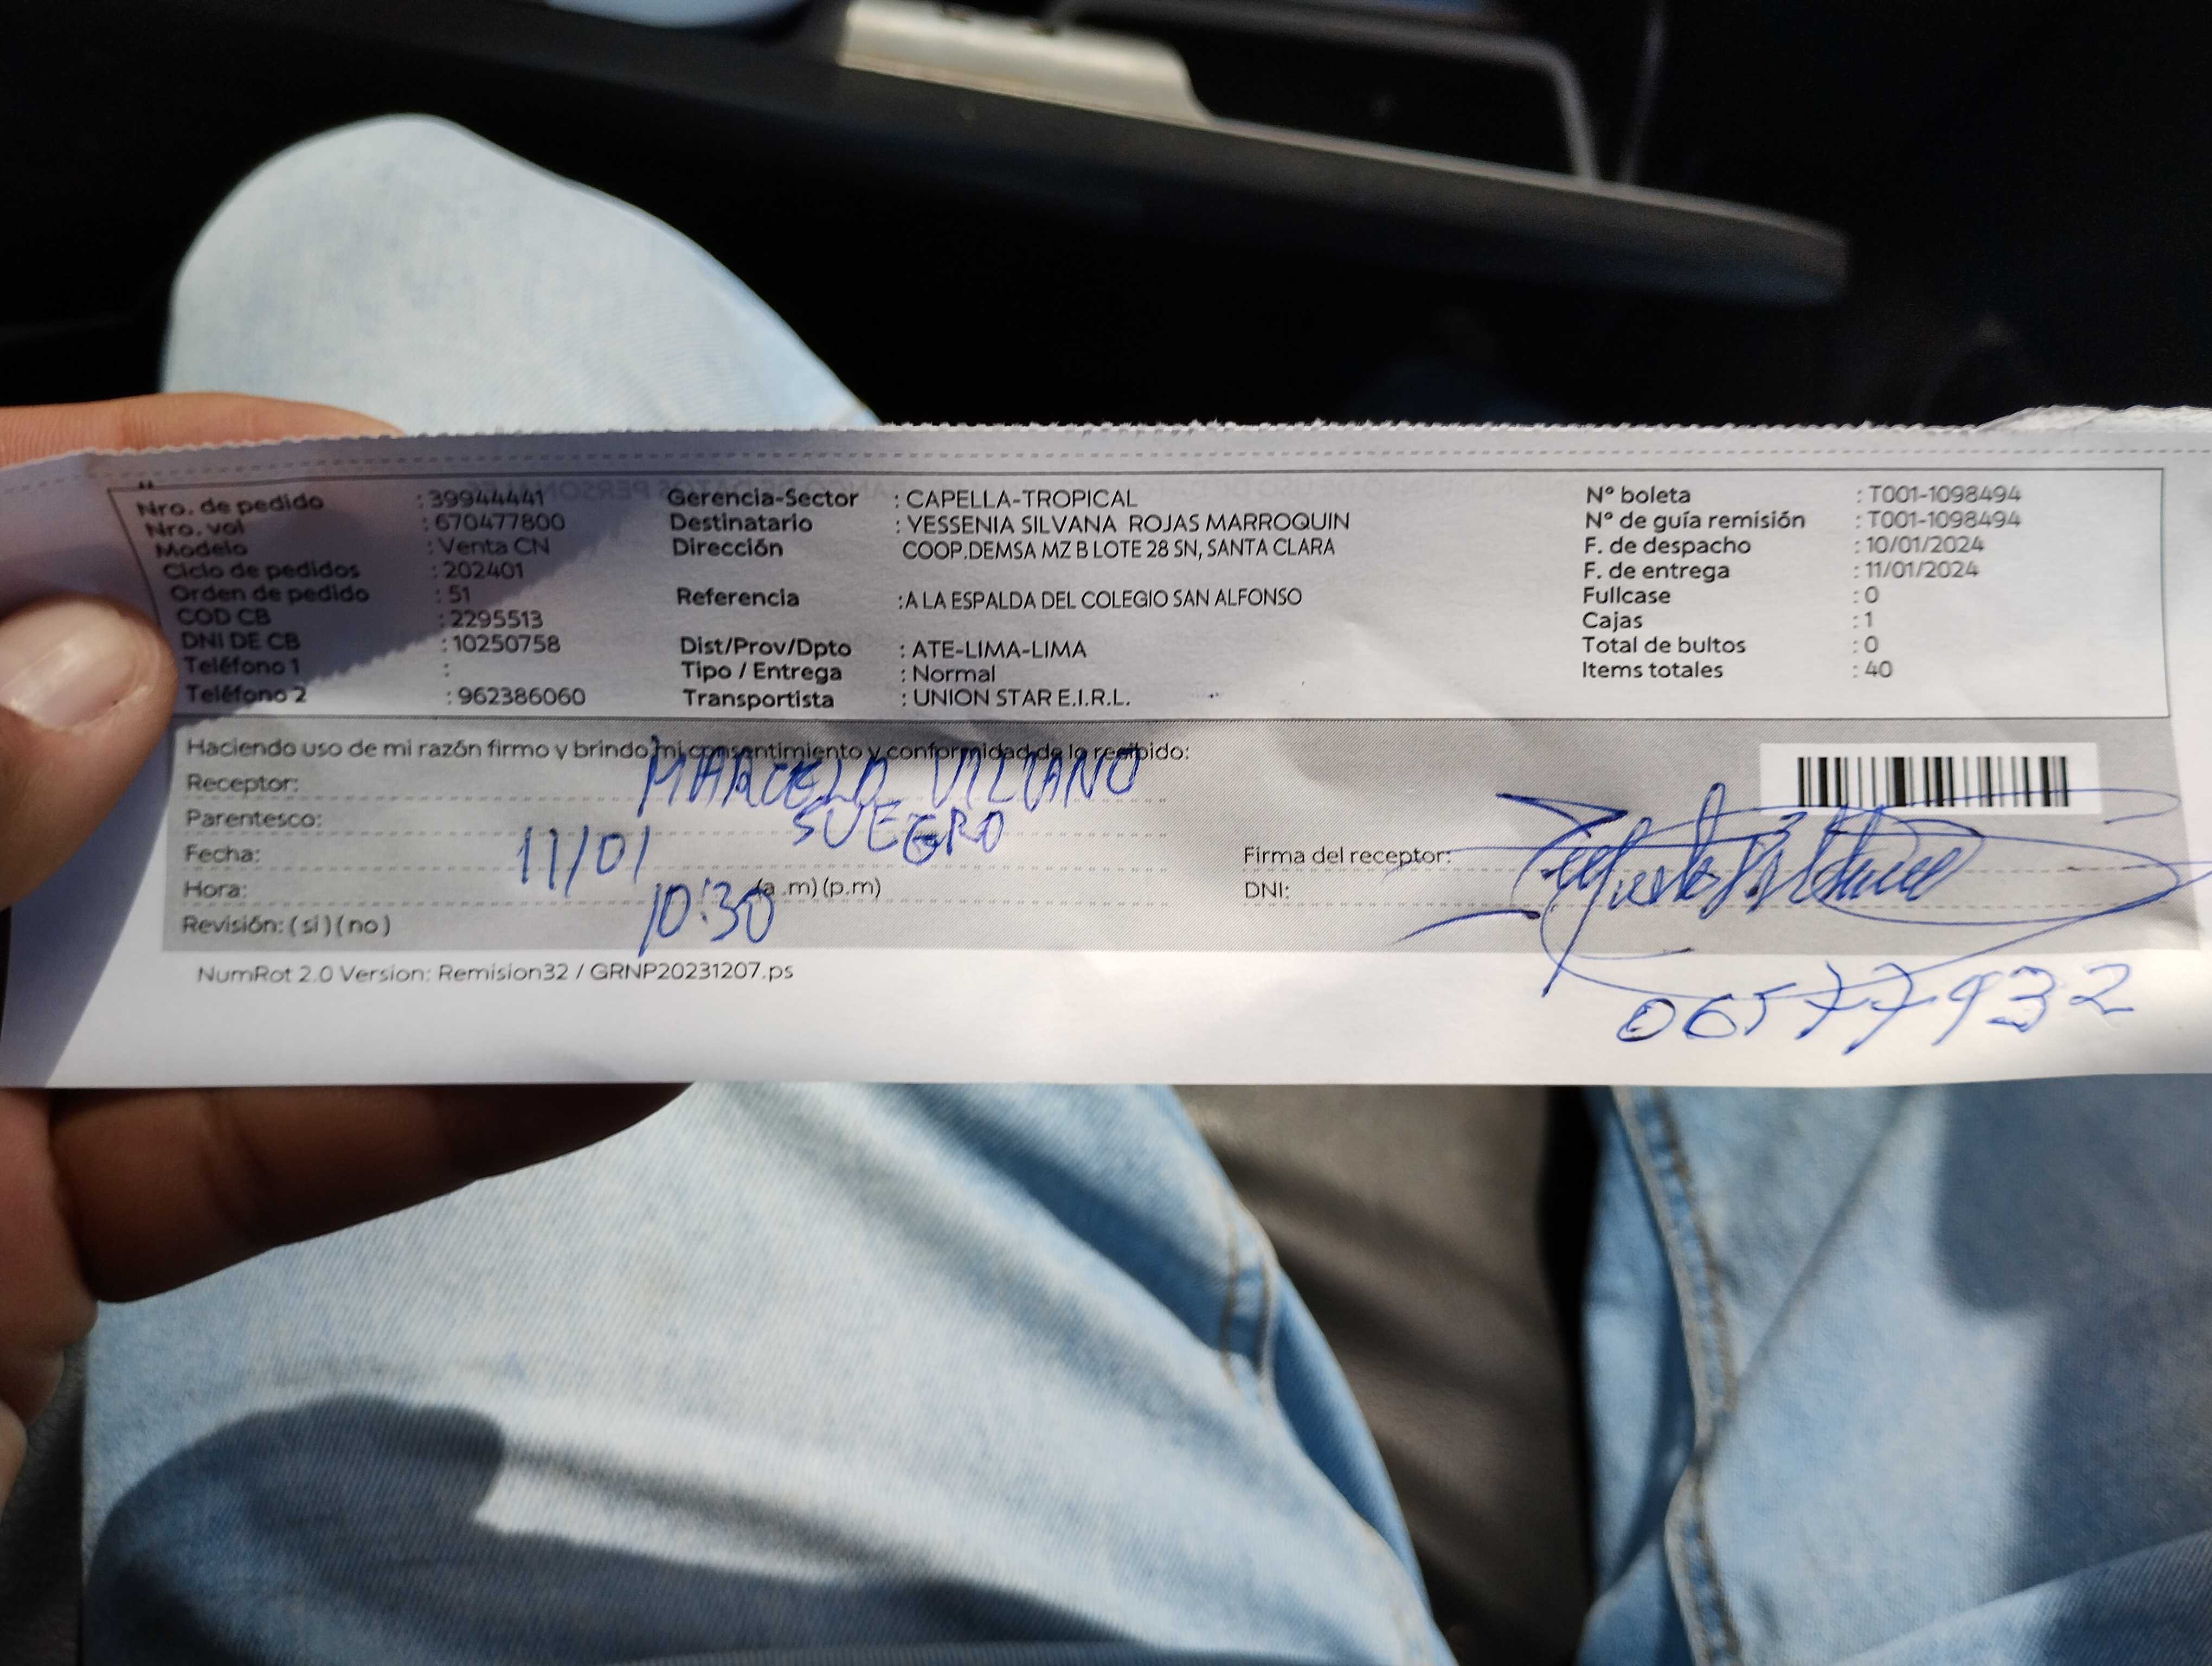 Nro. de pedido : 39944441 Gerencia-Sector : CAPELLA-TROPICAL N° boleta : T001-1098494
Nro. vol : 670477800 Destinatario : YESSENIA SILVANA ROJAS MARROQUIN N° de guía remisión : T001-1098494
Modelo : Venta CN Dirección COOP.DEMSA MZ B LOTE 28 SN, SANTA CLARA F. de despacho : 10/01/2024
Ciclo de pedidos : 202401 F. de entrega : 11/01/2024
Orden de pedido : 51 Referencia :A LA ESPALDA DEL COLEGIO SAN ALFONSO Fullcase : 0
COD CB : 2295513 Cajas : 1
DNI DE CB : 10250758 Dist/Prov/Dpto : ATE-LIMA-LIMA Total de bultos : 0
Teléfono 1 : Tipo / Entrega : Normal Items totales : 40
Teléfono 2 : 962386060 Transportista : UNION STAR E.I.R.L.
Haciendo uso de mi razón firmo y brindo mi consentimiento y conformidad de lo recibido:
Receptor: MARCELO
Parentesco: SUEGRO
Fecha: 11/01 Firma del receptor:
Hora: 10:30 (a.m) (p.m) DNI:
Revisión: ( si ) ( no )
NumRot 2.0 Version: Remision32 / GRNP20231207.ps
06577932